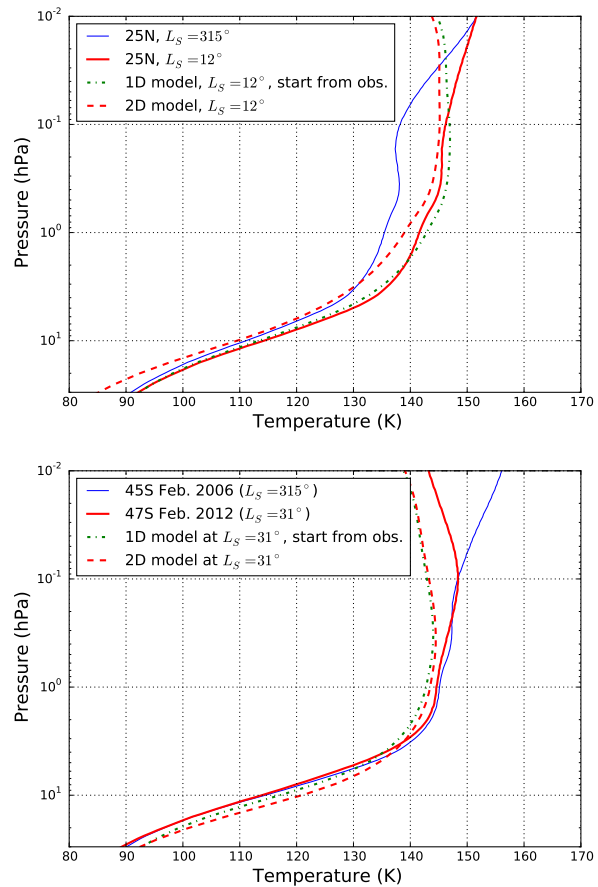 10⁻²
10⁻¹
10⁰
10¹
Pressure (hPa)
25N, L_S =315°
25N, L_S =12°
1D model, L_S =12°, start from obs.
2D model, L_S =12°
80 90 100 110 120 130 140 150 160 170
Temperature (K)
10⁻²
10⁻¹
10⁰
10¹
Pressure (hPa)
45S Feb. 2006 (L_S =315°)
47S Feb. 2012 (L_S =31°)
1D model at L_S =31°, start from obs.
2D model at L_S =31°
80 90 100 110 120 130 140 150 160 170
Temperature (K)